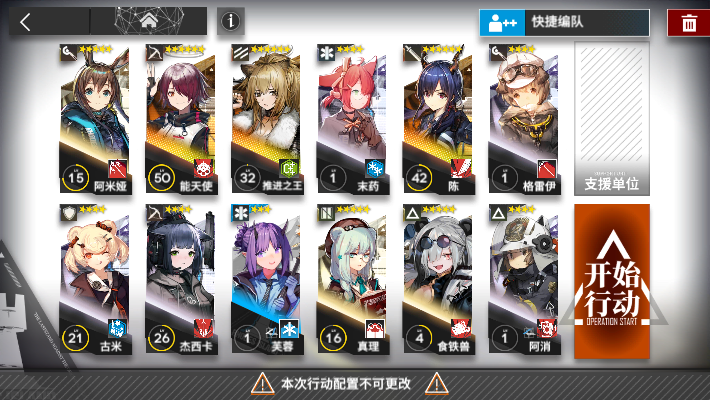 快捷编队
15 阿米娅
50 能天使
32 推进之王
1 末药
42 陈
1 格雷伊
支援单位
21 古米
26 杰西卡
1 芙蓉
16 真理
4 食铁兽
1 阿消
开始
行动
OPERATION START
本次行动配置不可更改